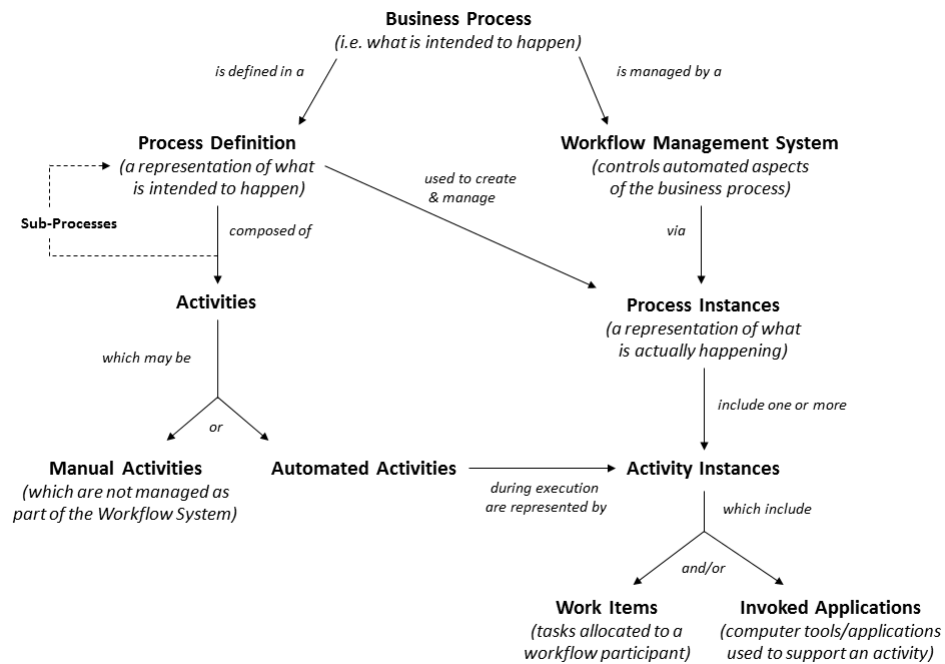 Business Process
(i.e. what is intended to happen)
is defined in a
is managed by a
Process Definition
(a representation of what
is intended to happen)
Workflow Management System
(controls automated aspects
of the business process)
used to create
& manage
Sub-Processes
composed of
via
Activities
Process Instances
(a representation of what
is actually happening)
which may be
include one or more
or
Manual Activities
(which are not managed as
part of the Workflow System)
Automated Activities
during execution
are represented by
Activity Instances
which include
and/or
Work Items
(tasks allocated to a
workflow participant)
Invoked Applications
(computer tools/applications
used to support an activity)